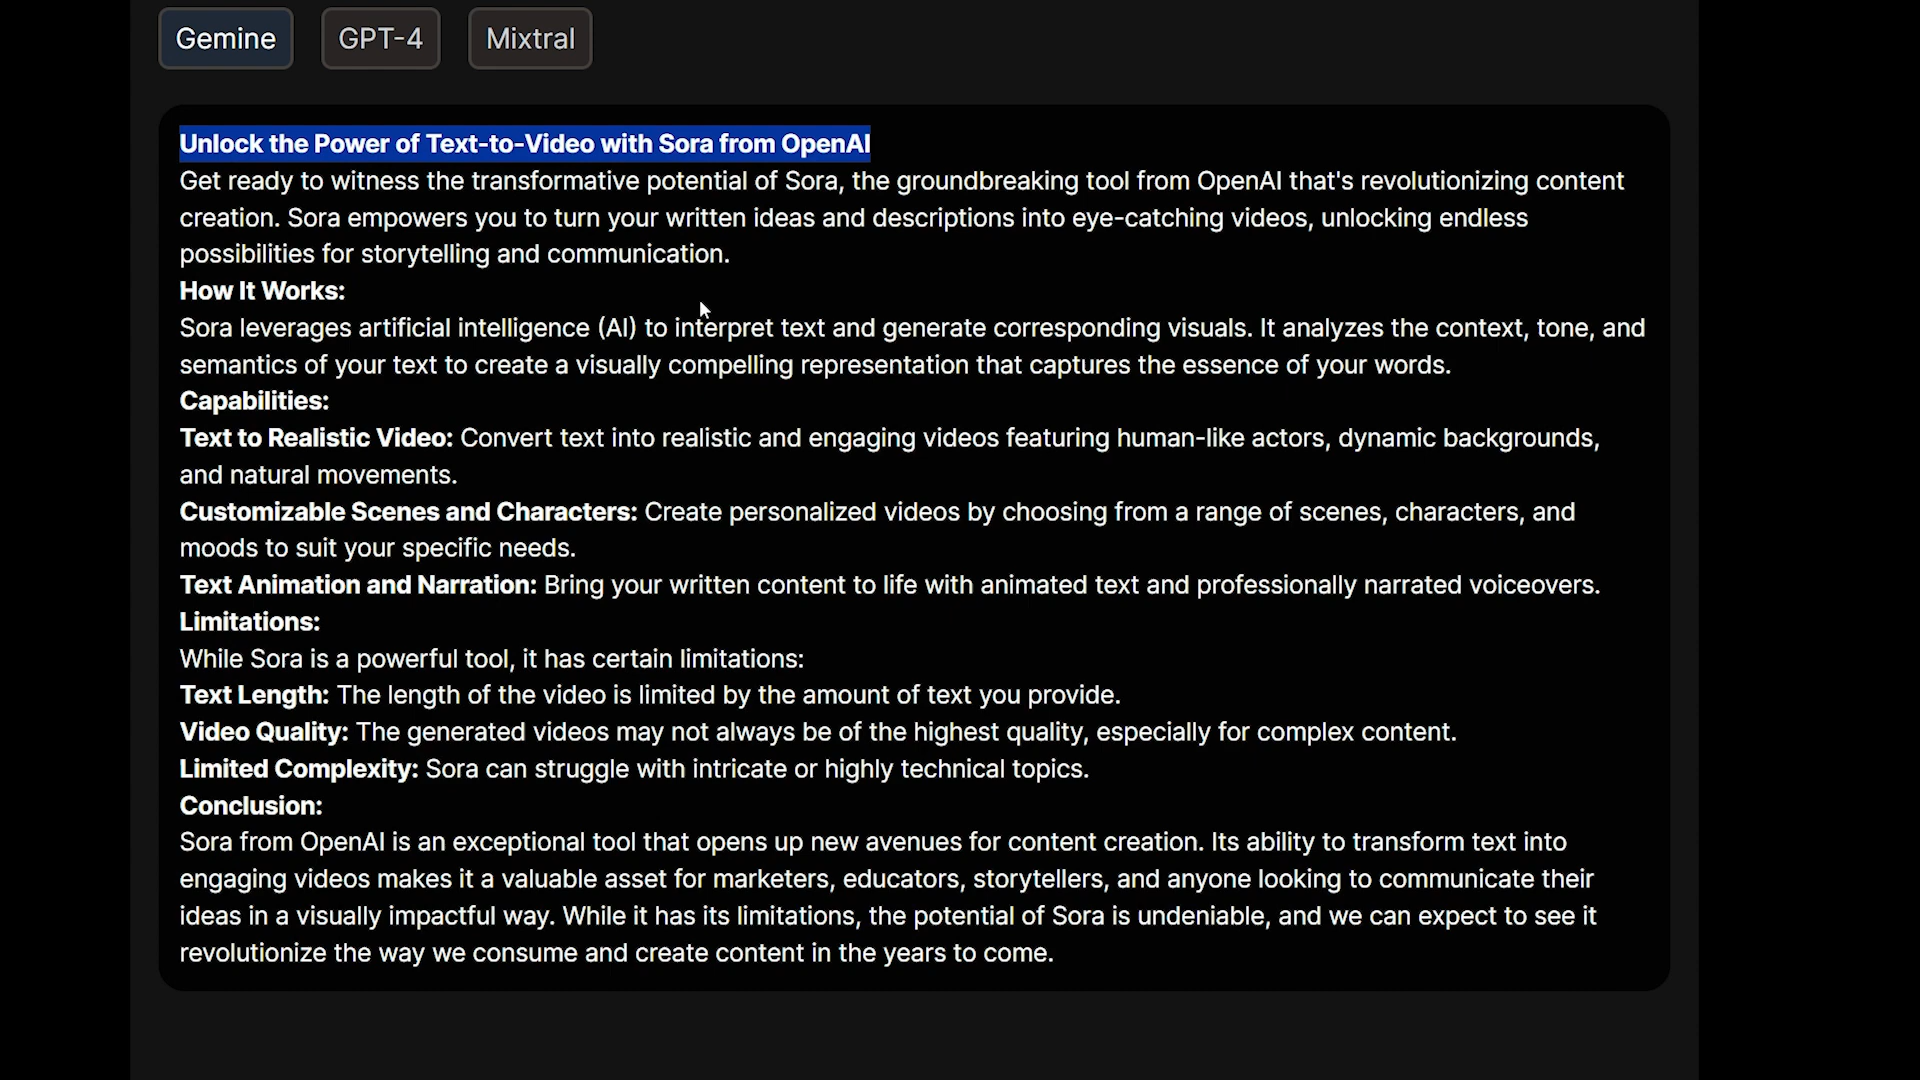 Gemine GPT-4 Mixtral
Unlock the Power of Text-to-Video with Sora from OpenAI
Get ready to witness the transformative potential of Sora, the groundbreaking tool from OpenAI that's revolutionizing content
creation. Sora empowers you to turn your written ideas and descriptions into eye-catching videos, unlocking endless
possibilities for storytelling and communication.
How It Works:
Sora leverages artificial intelligence (AI) to interpret text and generate corresponding visuals. It analyzes the context, tone, and
semantics of your text to create a visually compelling representation that captures the essence of your words.
Capabilities:
Text to Realistic Video: Convert text into realistic and engaging videos featuring human-like actors, dynamic backgrounds,
and natural movements.
Customizable Scenes and Characters: Create personalized videos by choosing from a range of scenes, characters, and
moods to suit your specific needs.
Text Animation and Narration: Bring your written content to life with animated text and professionally narrated voiceovers.
Limitations:
While Sora is a powerful tool, it has certain limitations:
Text Length: The length of the video is limited by the amount of text you provide.
Video Quality: The generated videos may not always be of the highest quality, especially for complex content.
Limited Complexity: Sora can struggle with intricate or highly technical topics.
Conclusion:
Sora from OpenAI is an exceptional tool that opens up new avenues for content creation. Its ability to transform text into
engaging videos makes it a valuable asset for marketers, educators, storytellers, and anyone looking to communicate their
ideas in a visually impactful way. While it has its limitations, the potential of Sora is undeniable, and we can expect to see it
revolutionize the way we consume and create content in the years to come.